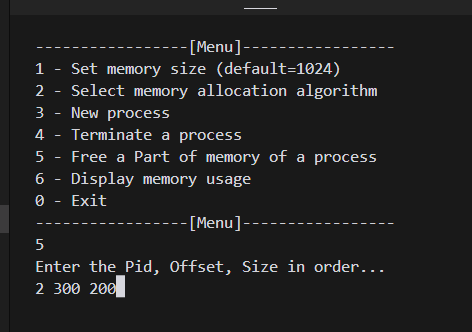 -----------------[Menu]----------------
1 - Set memory size (default=1024)
2 - Select memory allocation algorithm
3 - New process
4 - Terminate a process
5 - Free a Part of memory of a process
6 - Display memory usage
0 - Exit
-----------------[Menu]----------------
5
Enter the Pid, Offset, Size in order...
2 300 200